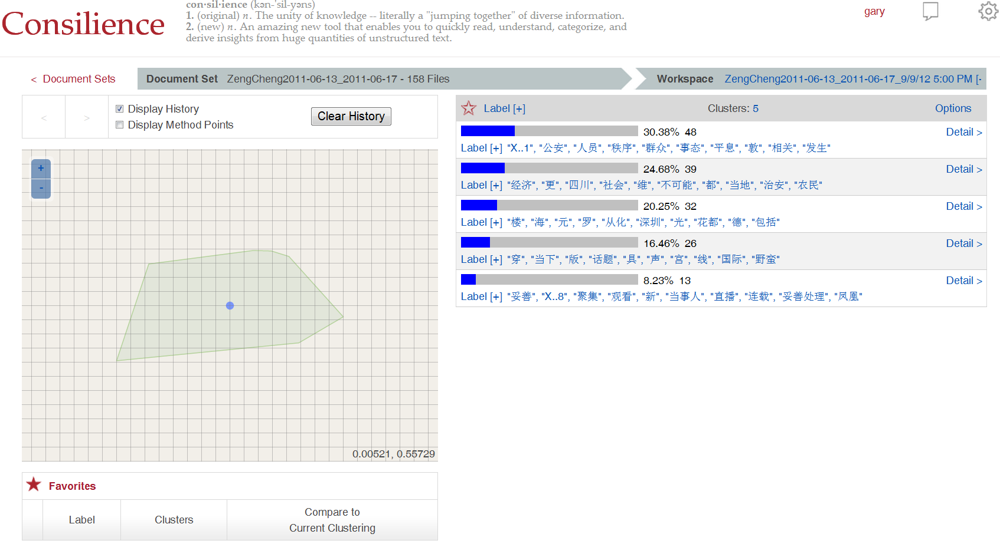 Consilience
con·sil·ience (kən-'sil-yəns)
1. (original) n. The unity of knowledge -- literally a "jumping together" of diverse information.
2. (new) n. An amazing new tool that enables you to quickly read, understand, categorize, and
derive insights from huge quantities of unstructured text.
gary
< Document Sets
Document Set ZengCheng2011-06-13_2011-06-17 - 158 Files
Workspace ZengCheng2011-06-13_2011-06-17_9/9/12 5:00 PM [-
<
>
Display History
Display Method Points
Clear History
+
-
0.00521, 0.55729
Favorites
Label
Clusters
Compare to
Current Clustering
Label [+]
Clusters: 5
Options
30.38% 48
Detail >
Label [+] "X..1", "公安", "人员", "秩序", "群众", "事态", "平息", "敦", "相关", "发生"
24.68% 39
Detail >
Label [+] "经济", "更", "四川", "社会", "维", "不可能", "都", "当地", "治安", "农民"
20.25% 32
Detail >
Label [+] "楼", "海", "元", "罗", "从化", "深圳", "光", "花都", "德", "包括"
16.46% 26
Detail >
Label [+] "穿", "当下", "版", "话题", "具", "声", "宫", "线", "国际", "野蛮"
8.23% 13
Detail >
Label [+] "妥善", "X..8", "聚集", "观看", "新", "当事人", "直播", "连载", "妥善处理", "凤凰"